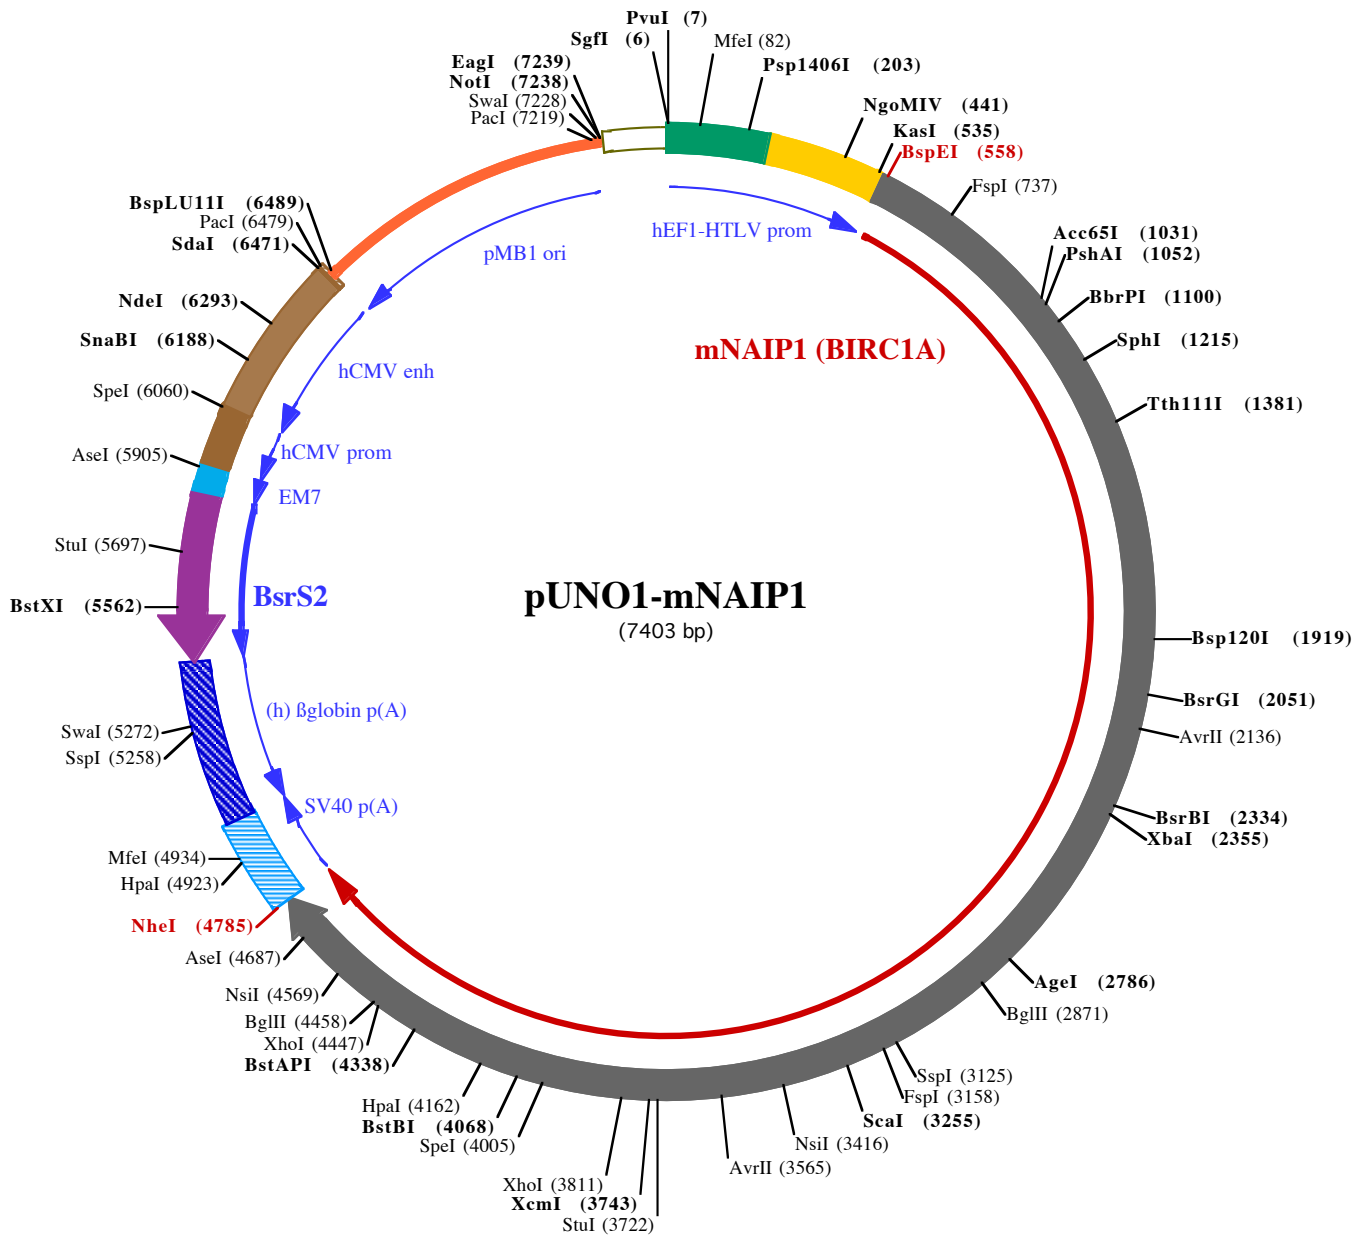 PvuI (7)
SgfI (6)
MfeI (82)
EagI (7239)
Psp1406I (203)
NotI (7238)
SwaI (7228)
PacI (7219)
NgoMIV (441)
KasI (535)
BspEI (558)
FspI (737)
BspLU11I (6489)
PacI (6479)
SdaI (6471)
hEF1-HTLV prom
Acc65I (1031)
pMB1 ori
PshAI (1052)
NdeI (6293)
BbrPI (1100)
SnaBI (6188)
SphI (1215)
mNAIP1 (BIRC1A)
hCMV enh
SpeI (6060)
Tth111I (1381)
hCMV prom
AseI (5905)
EM7
StuI (5697)
BsrS2
pUNO1-mNAIP1
BstXI (5562)
(7403 bp)
Bsp120I (1919)
BsrGI (2051)
(h) ßglobin p(A)
SwaI (5272)
AvrII (2136)
SspI (5258)
SV40 p(A)
BsrBI (2334)
XbaI (2355)
MfeI (4934)
HpaI (4923)
NheI (4785)
AseI (4687)
AgeI (2786)
NsiI (4569)
BglII (2871)
BglII (4458)
XhoI (4447)
BstAPI (4338)
SspI (3125)
FspI (3158)
HpaI (4162)
ScaI (3255)
BstBI (4068)
SpeI (4005)
NsiI (3416)
AvrII (3565)
XhoI (3811)
XcmI (3743)
StuI (3722)